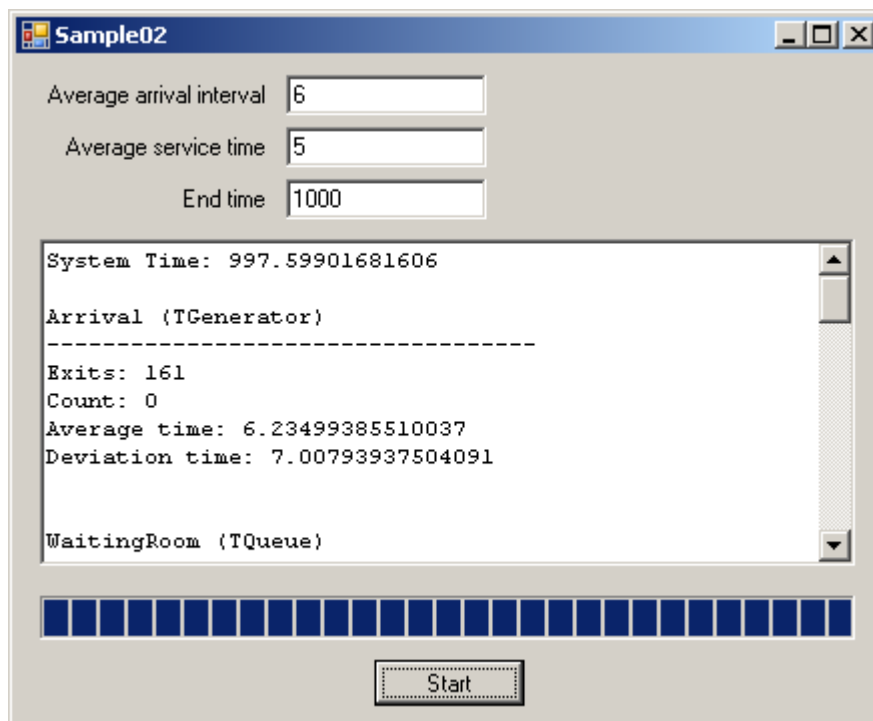 Sample02
Average arrival interval 6
Average service time 5
End time 1000
System Time: 997.59901681606
Arrival (TGenerator)
-----------------------------------
Exits: 161
Count: 0
Average time: 6.23499385510037
Deviation time: 7.00793937504091
WaitingRoom (TQueue)
Start